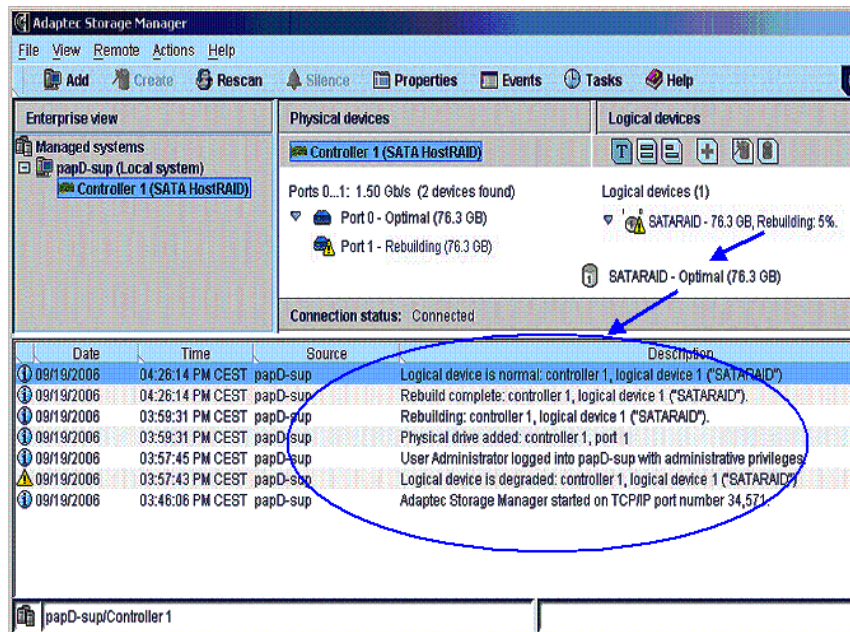 Adaptec Storage Manager
File View Remote Actions Help
Add Create Rescan Silence Properties Events Tasks Help
Enterprise view
Managed systems
papD-sup (Local system)
Controller 1 (SATA HostRAID)
Physical devices
Controller 1 (SATA HostRAID)
Ports 0...1: 1.50 Gb/s (2 devices found)
Port 0 - Optimal (76.3 GB)
Port 1 - Rebuilding (76.3 GB)
Logical devices
T
Logical devices (1)
SATARAID - 76.3 GB, Rebuilding: 5%.
1
SATARAID - Optimal (76.3 GB)
Connection status: Connected
Date Time Source Description
09/19/2006 04:26:14 PM CEST papD-sup Logical device is normal: controller 1, logical device 1 ("SATARAID")
09/19/2006 04:26:14 PM CEST papD-sup Rebuild complete: controller 1, logical device 1 ("SATARAID").
09/19/2006 03:59:31 PM CEST papD-sup Rebuilding: controller 1, logical device 1 ("SATARAID").
09/19/2006 03:59:31 PM CEST papD-sup Physical drive added: controller 1, port 1
09/19/2006 03:57:45 PM CEST papD-sup User Administrator logged into papD-sup with administrative privileges.
09/19/2006 03:57:43 PM CEST papD-sup Logical device is degraded: controller 1, logical device 1 ("SATARAID")
09/19/2006 03:46:06 PM CEST papD-sup Adaptec Storage Manager started on TCP/IP port number 34,571.
papD-sup/Controller 1